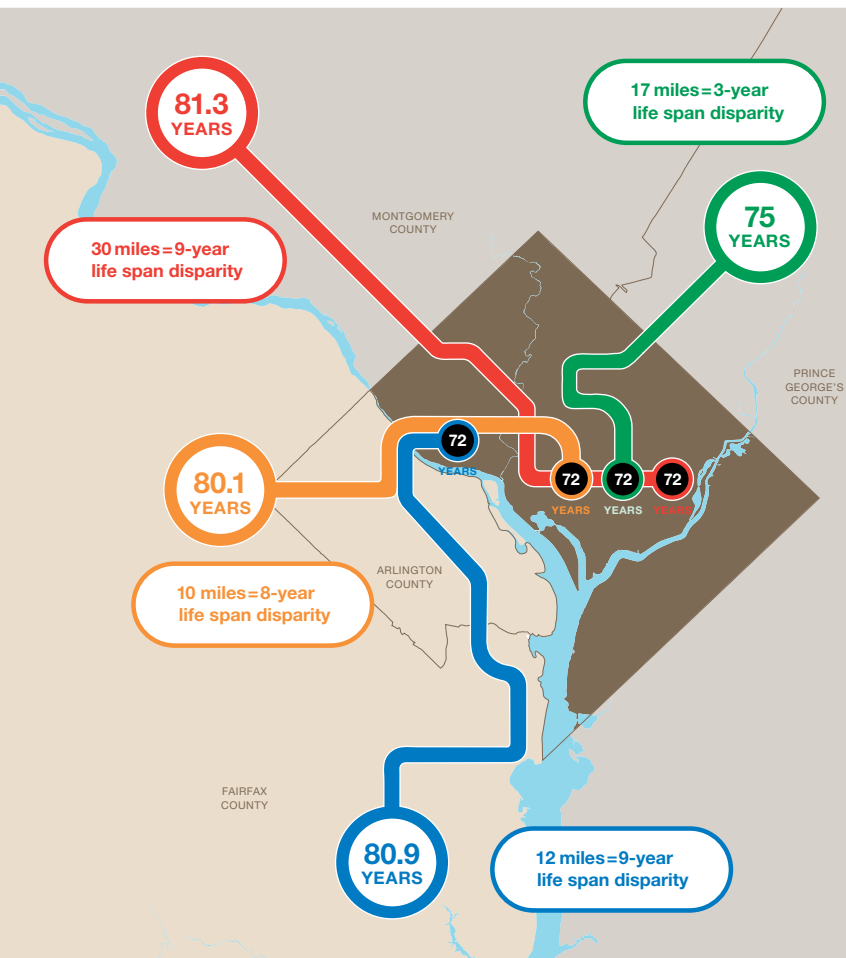 81.3
YEARS
17 miles=3-year
life span disparity
75
YEARS
MONTGOMERY
COUNTY
30 miles=9-year
life span disparity
PRINCE
GEORGE'S
COUNTY
72
YEARS
80.1
YEARS
72
YEARS
72
YEARS
72
YEARS
ARLINGTON
COUNTY
10 miles=8-year
life span disparity
FAIRFAX
COUNTY
80.9
YEARS
12 miles=9-year
life span disparity